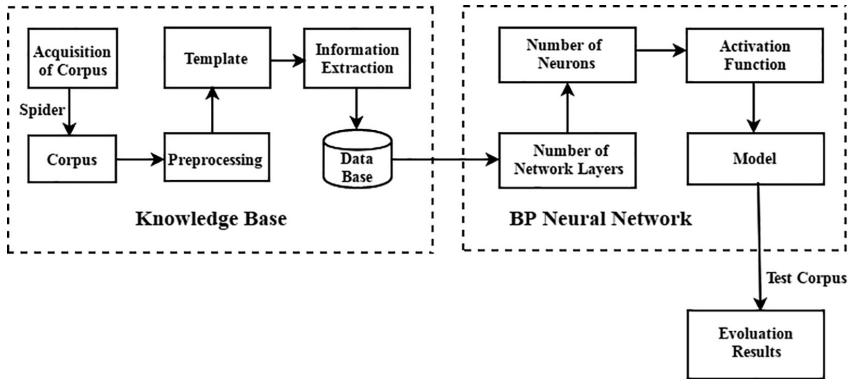 Acquisition
of Corpus
Spider
Corpus
Preprocessing
Template
Information
Extraction
Data
Base
Knowledge Base
Number of
Neurons
Activation
Function
Number of
Network Layers
Model
BP Neural Network
Test Corpus
Evoluation
Results